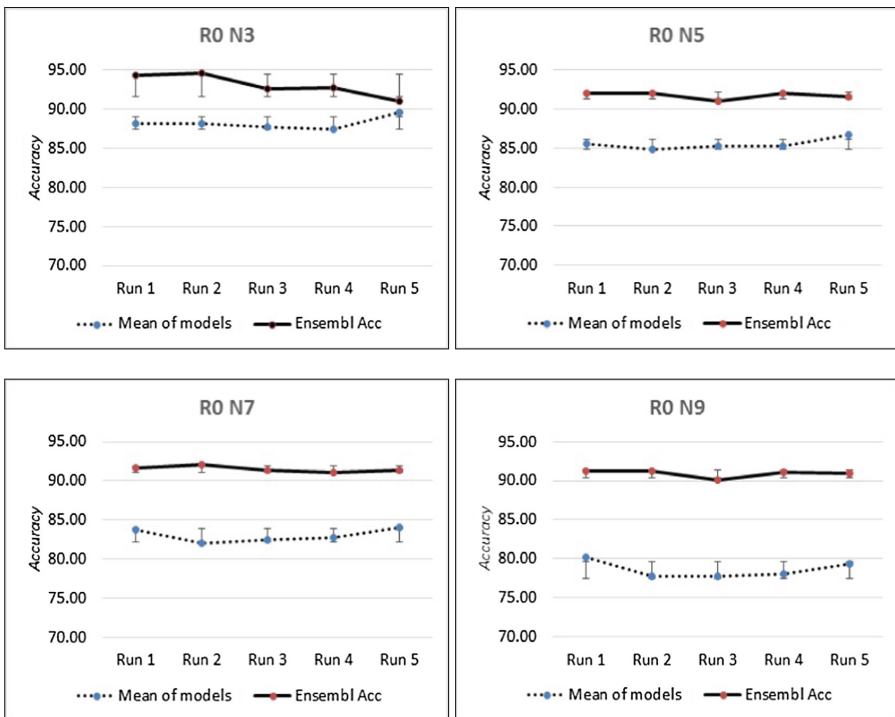 R0 N3
95.00
90.00
85.00
80.00
75.00
70.00
Accuracy
Run 1 Run 2 Run 3 Run 4 Run 5
Mean of models Ensembl Acc
R0 N5
95.00
90.00
85.00
80.00
75.00
70.00
Accuracy
Run 1 Run 2 Run 3 Run 4 Run 5
Mean of models Ensembl Acc
R0 N7
95.00
90.00
85.00
80.00
75.00
70.00
Accuracy
Run 1 Run 2 Run 3 Run 4 Run 5
Mean of models Ensembl Acc
R0 N9
95.00
90.00
85.00
80.00
75.00
70.00
Accuracy
Run 1 Run 2 Run 3 Run 4 Run 5
Mean of models Ensembl Acc